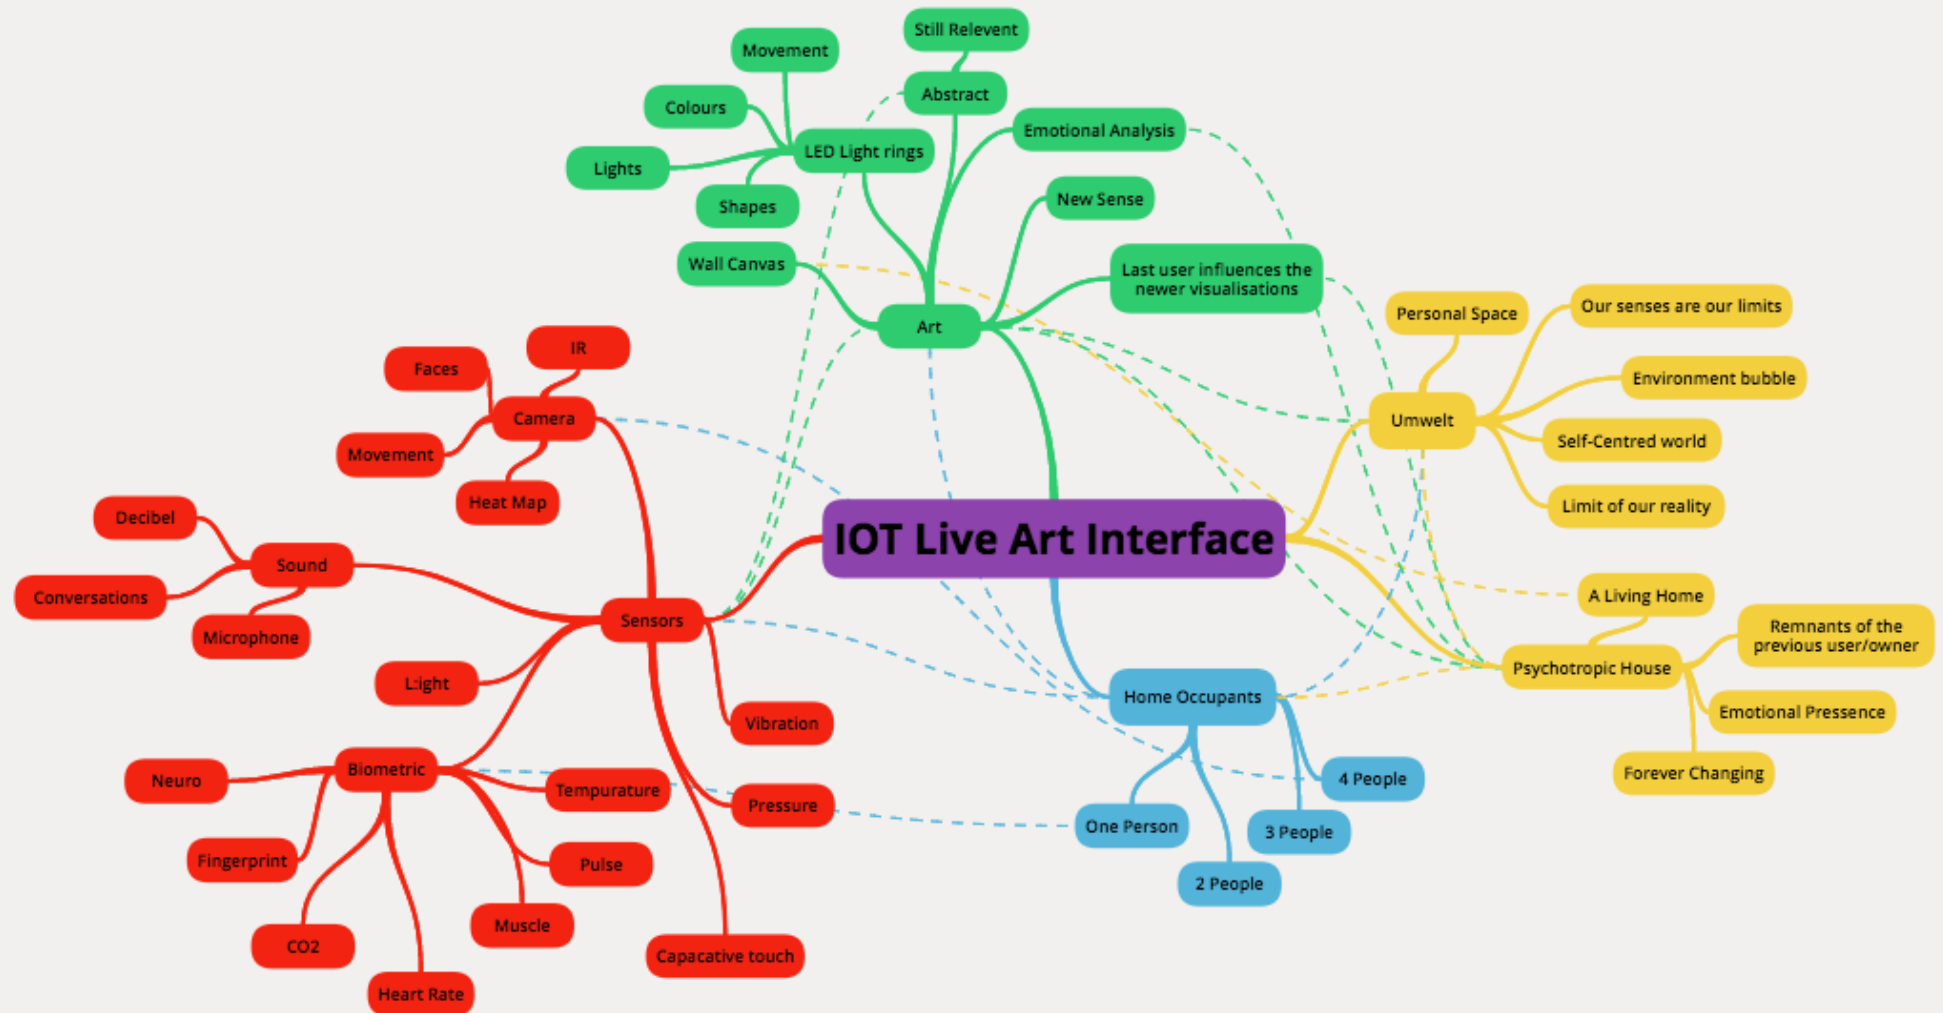 Still Relevent
Movement
Abstract
Colours
Emotional Analysis
LED Light rings
Lights
New Sense
Shapes
Wall Canvas
Last user influences the
newer visualisations
Art
Personal Space
Our senses are our limits
Environment bubble
Umwelt
Self-Centred world
Limit of our reality
IR
Faces
Camera
Movement
Heat Map
Decibel
Sound
Conversations
Microphone
IOT Live Art Interface
Sensors
L:ight
Vibration
Biometric
Neuro
Tempurature
Pressure
Fingerprint
Pulse
Muscle
CO2
Capacative touch
Heart Rate
A Living Home
Remnants of the
previous user/owner
Psychotropic House
Emotional Pressence
Forever Changing
Home Occupants
4 People
One Person
3 People
2 People